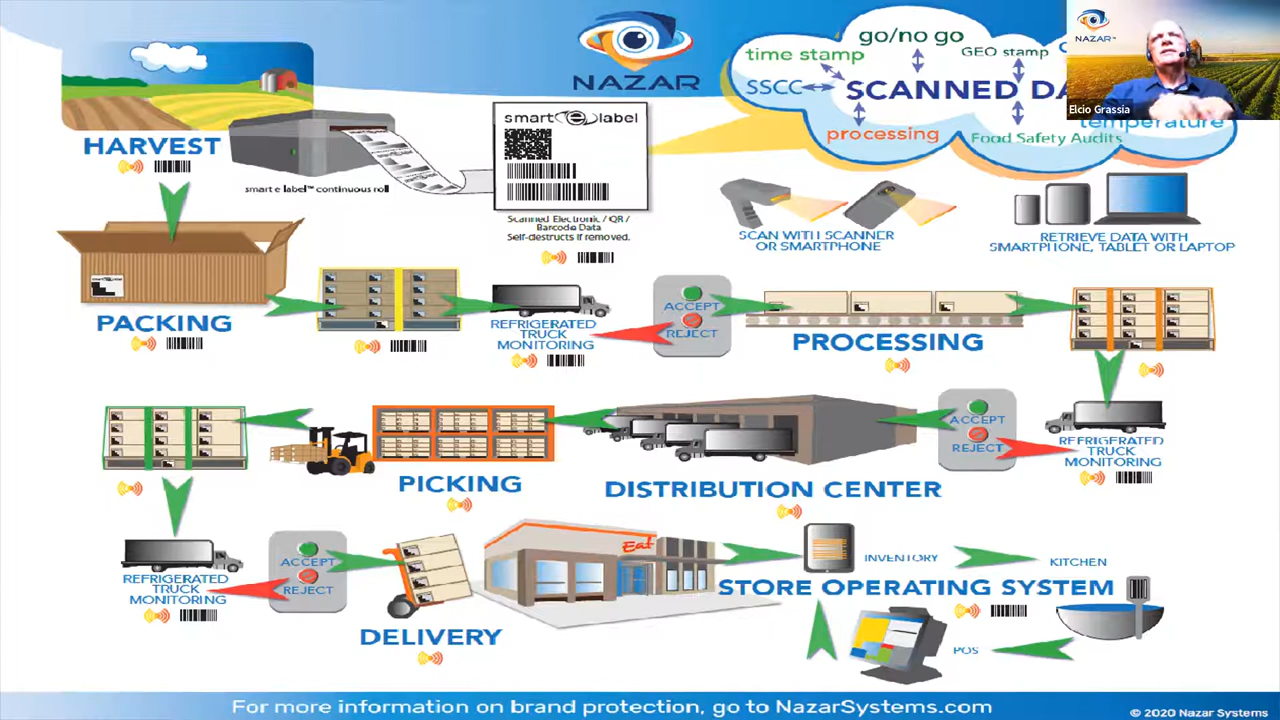 NAZAR
time stamp
go/no go
GEO stamp
SSCC
SCANNED DA
processing
Food Safety Audits
temperature
NAZAR
Elcio Grassia
HARVEST
smart e label™ continuous roll
smart e label
Scanned Electronic / QR /
Barcode Data
Self-destructs if removed.
SCAN WITH SCANNER
OR SMARTPHONE
RETRIEVE DATA WITH
SMARTPHONE, TABLET OR LAPTOP
smart e label
PACKING
REFRIGERATED
TRUCK
MONITORING
ACCEPT
REJECT
PROCESSING
REFRIGERATED
TRUCK
MONITORING
ACCEPT
REJECT
DISTRIBUTION CENTER
PICKING
REFRIGERATED
TRUCK
MONITORING
ACCEPT
REJECT
DELIVERY
Eat
INVENTORY
KITCHEN
STORE OPERATING SYSTEM
POS
For more information on brand protection, go to NazarSystems.com
© 2020 Nazar Systems